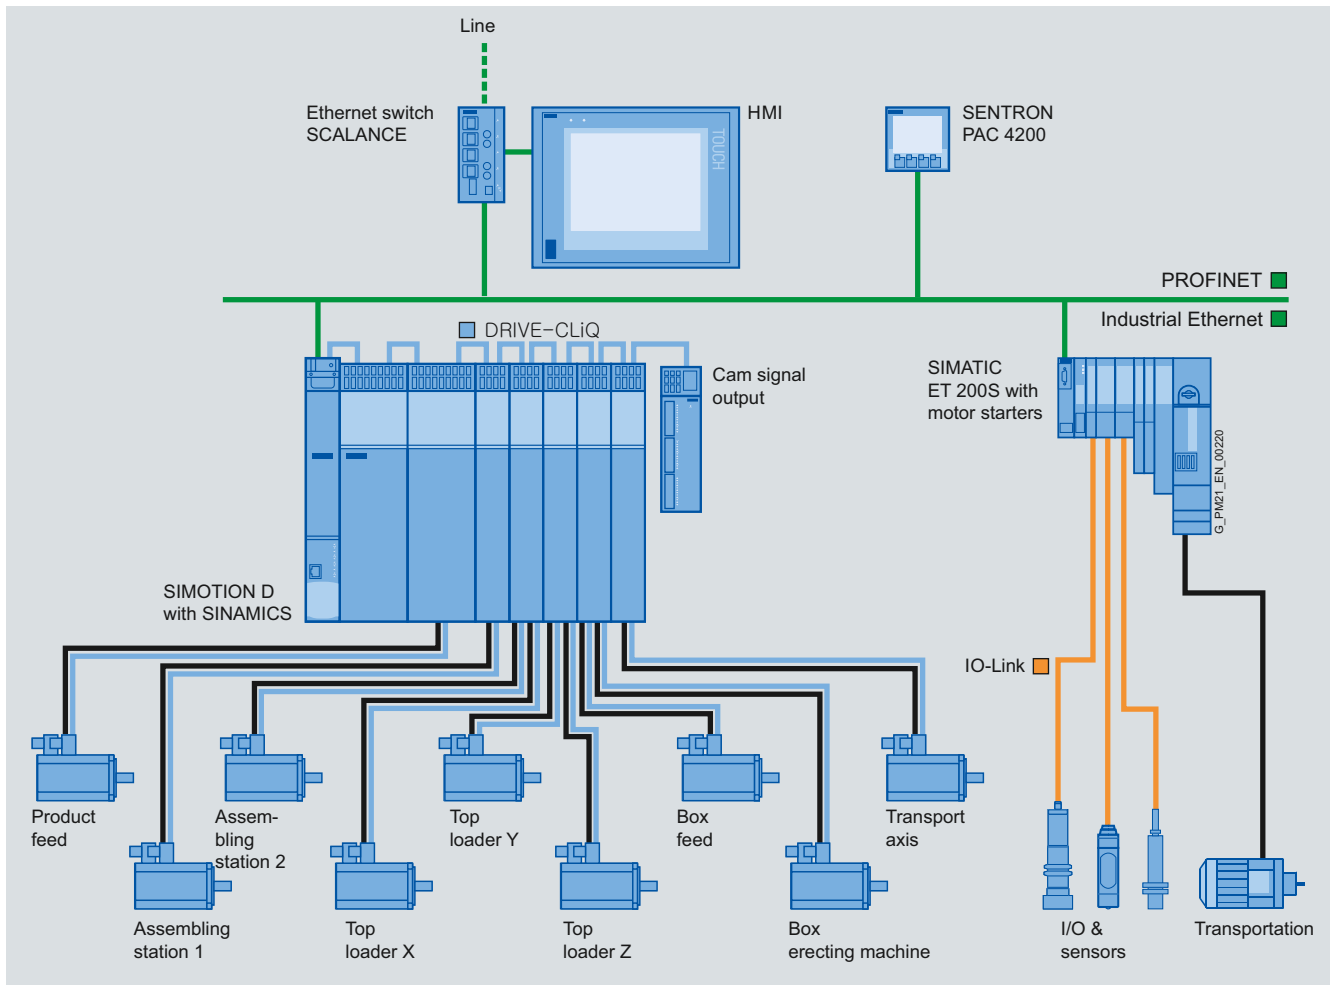 Line
Ethernet switch
SCALANCE
HMI
TOUCH
SENTRON
PAC 4200
PROFINET
Industrial Ethernet
DRIVE-CLiQ
Cam signal
output
SIMATIC
ET 200S with
motor starters
G_PM21_EN_00220
SIMOTION D
with SINAMICS
IO-Link
Product
feed
Assem-
bling
station 2
Top
loader Y
Box
feed
Transport
axis
Assembling
station 1
Top
loader X
Top
loader Z
Box
erecting machine
I/O &
sensors
Transportation